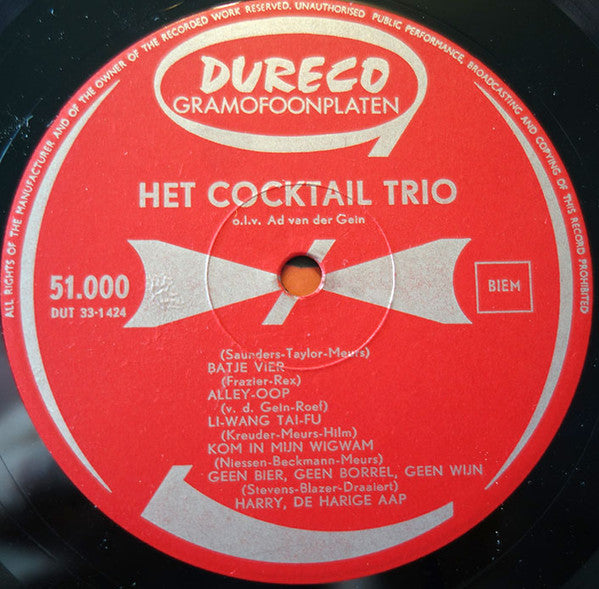 ALL RIGHTS OF THE MANUFACTURER AND OF THE OWNER OF THE RECORDED WORK RESERVED. UNAUTHORISED PUBLIC PERFORMANCE, BROADCASTING AND COPYING OF THIS RECORD PROHIBITED
DURECO
GRAMOFOONPLATEN
HET COCKTAIL TRIO
o.l.v. Ad van der Gein
51.000
DUT 33-1424
BIEM
(Saunders-Taylor-Meurs)
BATJE VIER
(Frazier-Rex)
ALLEY-OOP
(v. d. Gein-Roef)
LI-WANG TAI-FU
(Kreuder-Meurs-Hilm)
KOM IN MIJN WIGWAM
(Niessen-Beckmann-Meurs)
GEEN BIER, GEEN BORREL, GEEN WIJN
(Stevens-Blazer-Draaiert)
HARRY, DE HARIGE AAP